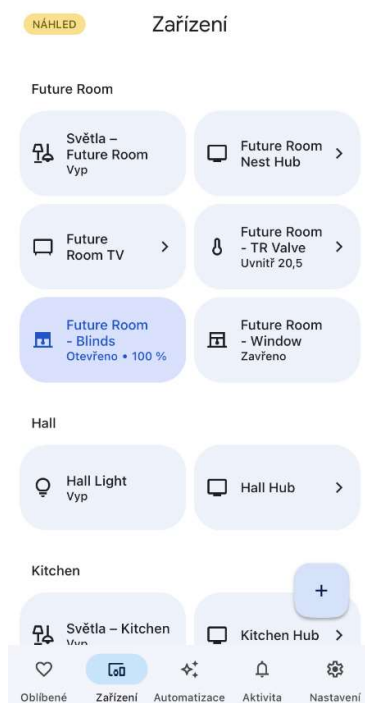 NÁHLED
Zařízení
Future Room
Světla –
Future Room
Vyp
Future Room
Nest Hub
Future
Room TV
Future Room
- TR Valve
Uvnitř 20,5
Future Room
- Blinds
Otevřeno • 100 %
Future Room
- Window
Zavřeno
Hall
Hall Light
Vyp
Hall Hub
Kitchen
Světla – Kitchen
Vyp
Kitchen Hub
Oblíbené
Zařízení
Automatizace
Aktivita
Nastavení